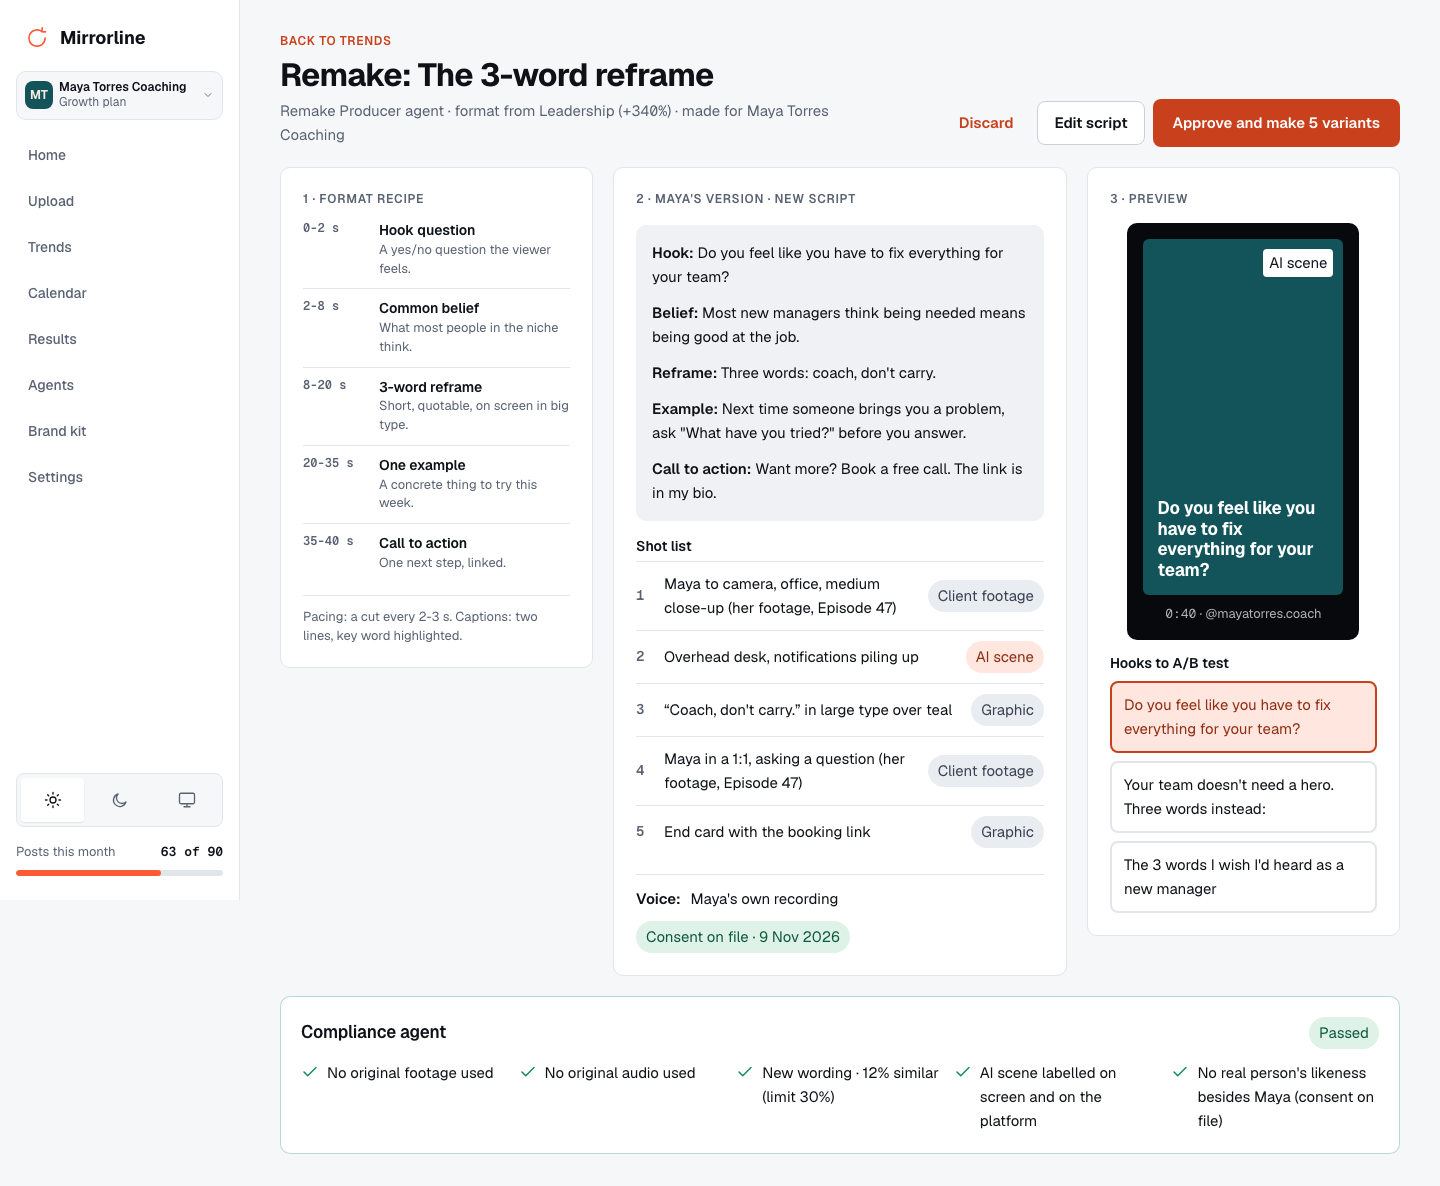 Mirrorline
MT
Maya Torres Coaching
Growth plan
Home
Upload
Trends
Calendar
Results
Agents
Brand kit
Settings
Posts this month
63 of 90
BACK TO TRENDS
Remake: The 3-word reframe
Remake Producer agent · format from Leadership (+340%) · made for Maya Torres
Coaching
Discard
Edit script
Approve and make 5 variants
1 · FORMAT RECIPE
0-2 s
Hook question
A yes/no question the viewer
feels.
2-8 s
Common belief
What most people in the niche
think.
8-20 s
3-word reframe
Short, quotable, on screen in big
type.
20-35 s
One example
A concrete thing to try this
week.
35-40 s
Call to action
One next step, linked.
Pacing: a cut every 2-3 s. Captions: two
lines, key word highlighted.
2 · MAYA'S VERSION · NEW SCRIPT
Hook: Do you feel like you have to fix everything for
your team?
Belief: Most new managers think being needed means
being good at the job.
Reframe: Three words: coach, don't carry.
Example: Next time someone brings you a problem,
ask "What have you tried?" before you answer.
Call to action: Want more? Book a free call. The link is
in my bio.
Shot list
1
Maya to camera, office, medium
close-up (her footage, Episode 47)
Client footage
2
Overhead desk, notifications piling up
AI scene
3
“Coach, don't carry.” in large type over teal
Graphic
4
Maya in a 1:1, asking a question (her
footage, Episode 47)
Client footage
5
End card with the booking link
Graphic
Voice: Maya's own recording
Consent on file · 9 Nov 2026
3 · PREVIEW
AI scene
Do you feel like you
have to fix
everything for your
team?
0:40 · @mayatorres.coach
Hooks to A/B test
Do you feel like you have to fix
everything for your team?
Your team doesn't need a hero.
Three words instead:
The 3 words I wish I'd heard as a
new manager
Compliance agent
Passed
No original footage used
No original audio used
New wording · 12% similar
(limit 30%)
AI scene labelled on
screen and on the
platform
No real person's likeness
besides Maya (consent on
file)